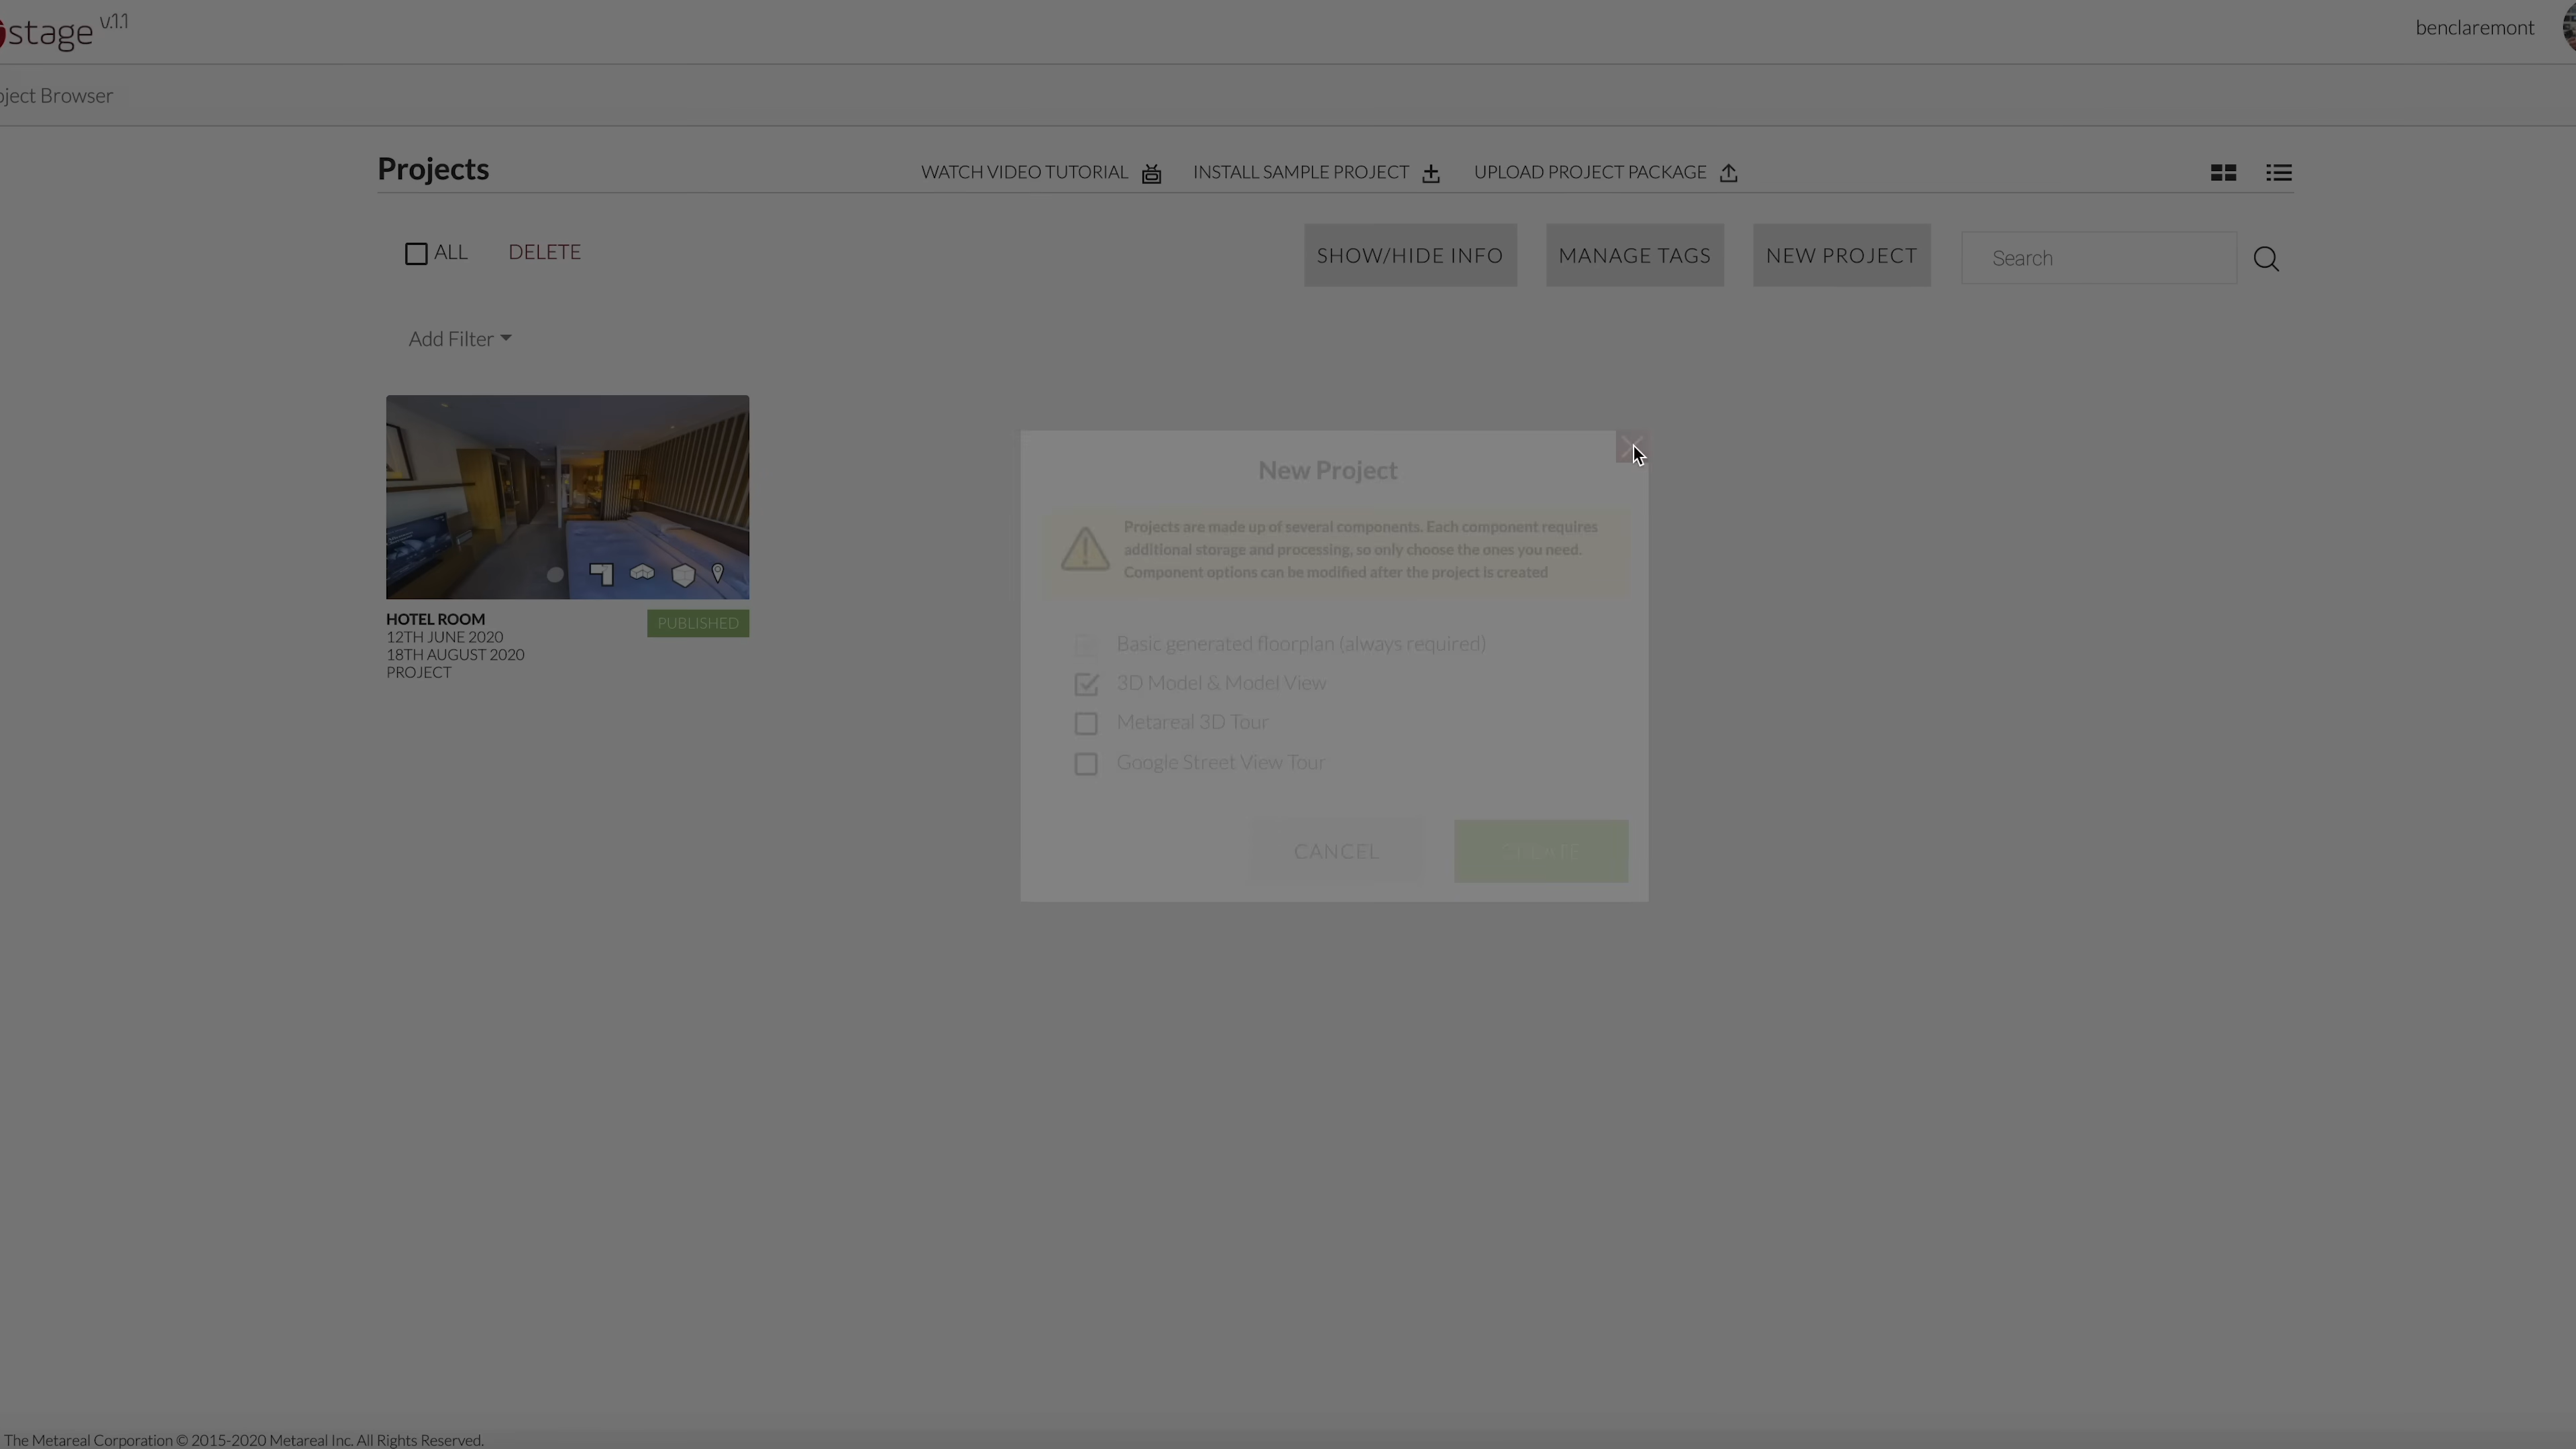 stage v.1.1
benclaremont
oject Browser
Projects
WATCH VIDEO TUTORIAL
INSTALL SAMPLE PROJECT
UPLOAD PROJECT PACKAGE
ALL
DELETE
SHOW/HIDE INFO
MANAGE TAGS
NEW PROJECT
Search
Add Filter
HOTEL ROOM
PUBLISHED
12TH JUNE 2020
18TH AUGUST 2020
PROJECT
New Project
Projects are made up of several components. Each component requires
additional storage and processing, so only choose the ones you need.
Component options can be modified after the project is created
Basic generated floorplan (always required)
3D Model & Model View
Metareal 3D Tour
Google Street View Tour
CANCEL
The Metareal Corporation © 2015-2020 Metareal Inc. All Rights Reserved.